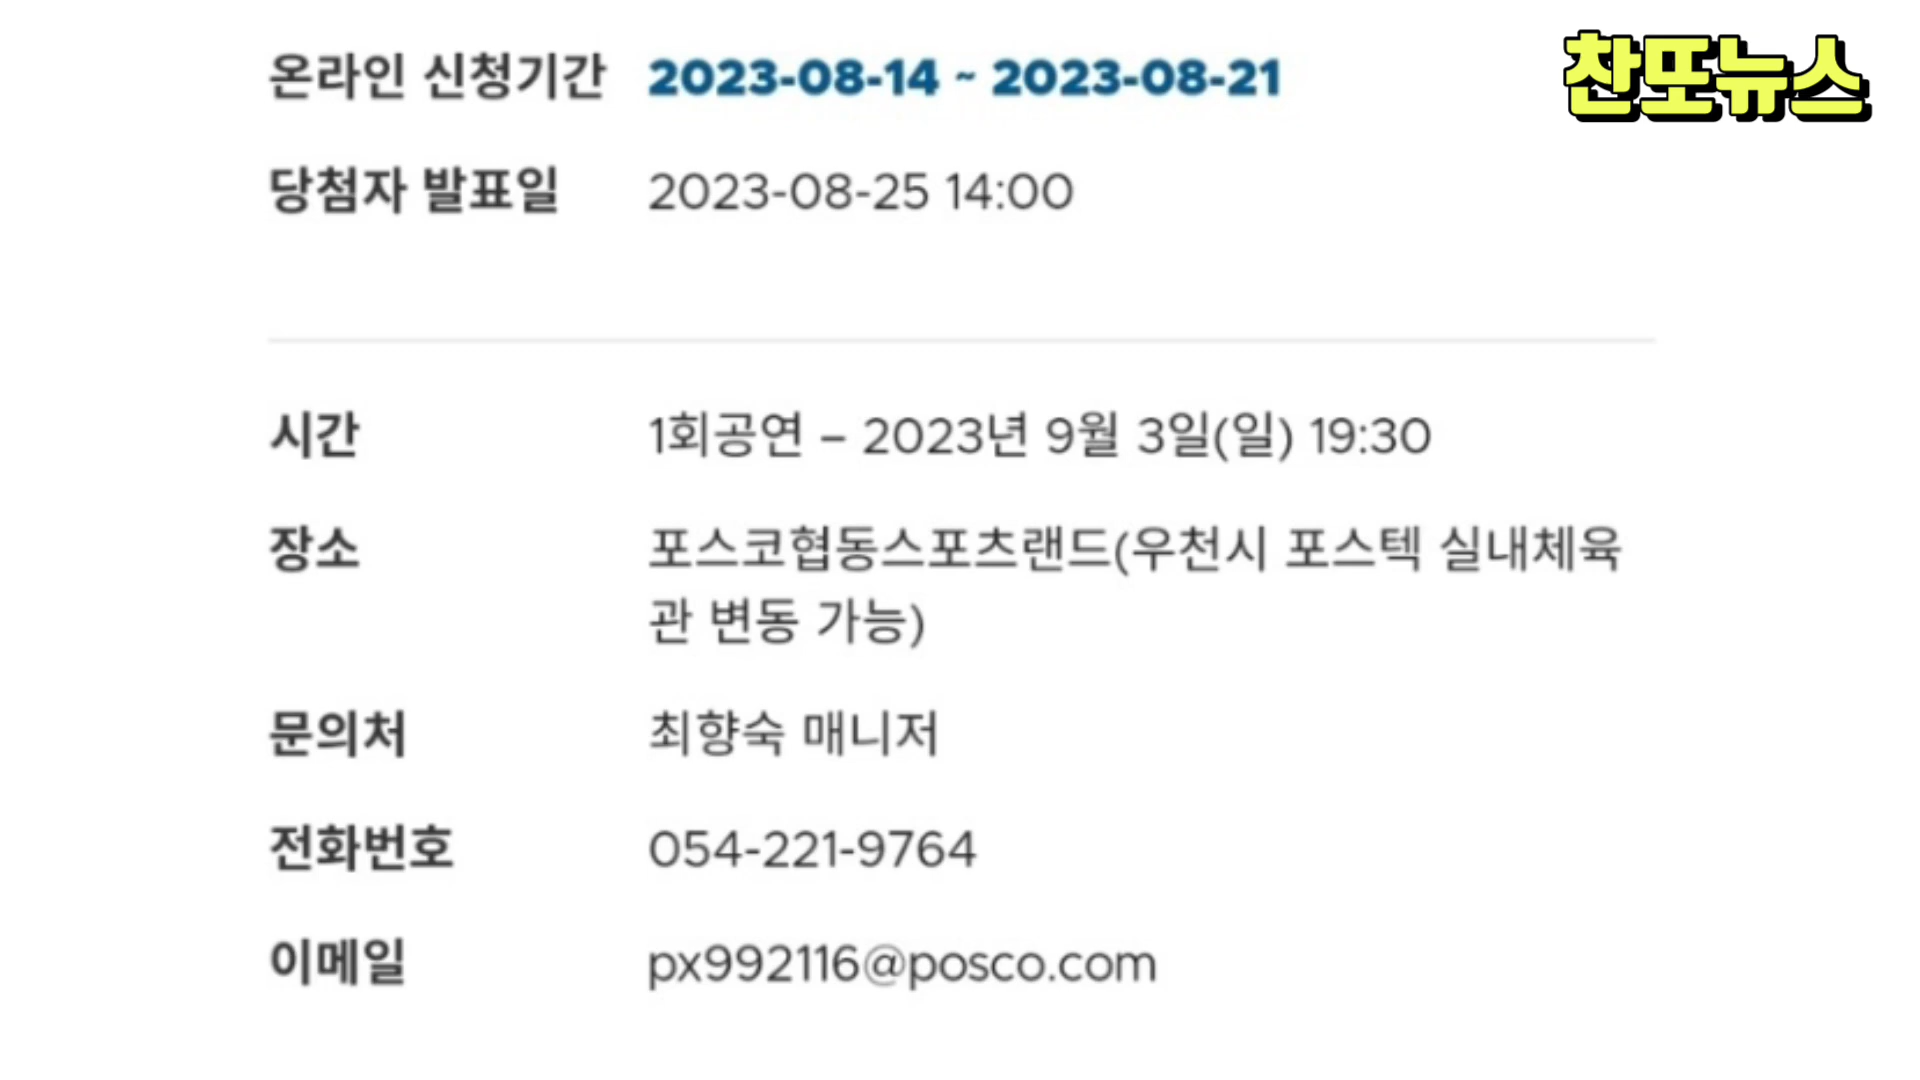 찬또뉴스
온라인 신청기간 2023-08-14 ~ 2023-08-21
당첨자 발표일 2023-08-25 14:00
시간 1회공연 – 2023년 9월 3일(일) 19:30
장소 포스코협동스포츠랜드(우천시 포스텍 실내체육
관 변동 가능)
문의처 최향숙 매니저
전화번호 054-221-9764
이메일 px992116@posco.com